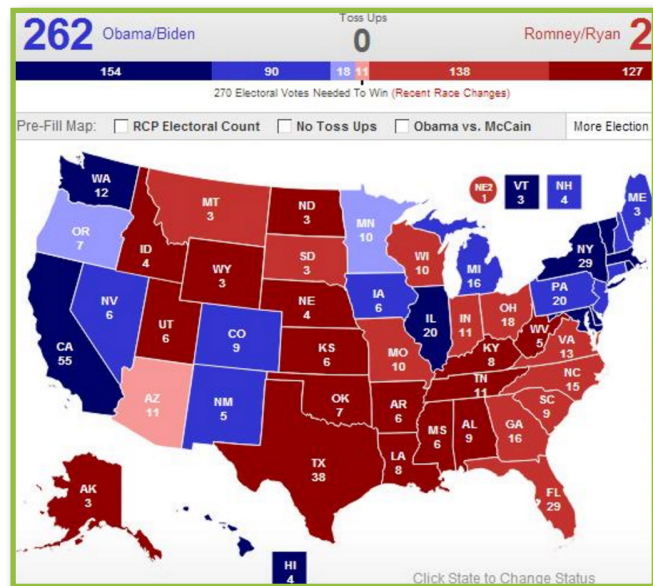 262 Obama/Biden
Toss Ups
0
Romney/Ryan 2
154 90 18 11 138 127
270 Electoral Votes Needed To Win (Recent Race Changes)
Pre-Fill Map: RCP Electoral Count No Toss Ups Obama vs. McCain More Election
WA
12
OR
7
CA
55
NV
6
ID
4
MT
3
WY
3
UT
6
AZ
11
CO
9
NM
5
ND
3
SD
3
NE
4
KS
6
OK
7
TX
38
MN
10
IA
6
MO
10
AR
6
LA
8
WI
10
IL
20
MI
16
IN
11
OH
18
KY
8
TN
11
MS
6
AL
9
GA
16
FL
29
SC
9
NC
15
VA
13
WV
5
PA
20
NY
29
ME
3
NE2
1
VT
3
NH
4
AK
3
HI
4
Click State to Change Status